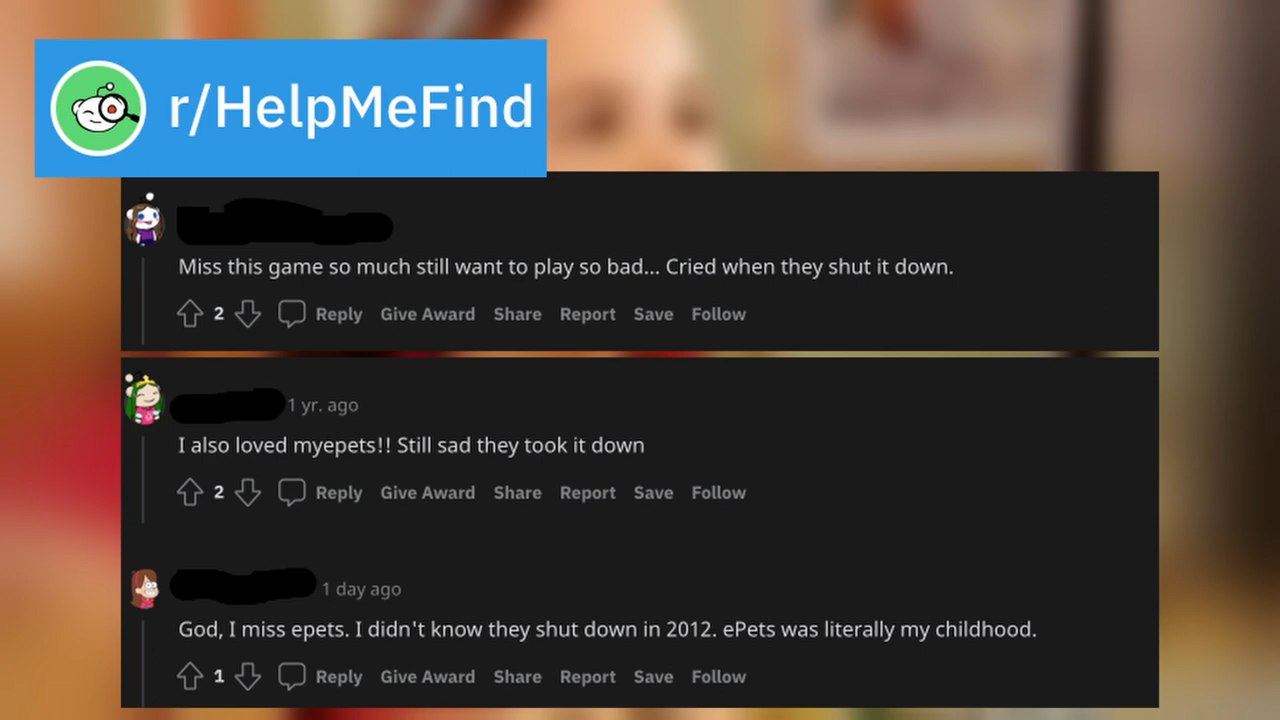 r/HelpMeFind
Miss this game so much still want to play so bad... Cried when they shut it down.
2 Reply Give Award Share Report Save Follow
1 yr. ago
I also loved myepets!! Still sad they took it down
2 Reply Give Award Share Report Save Follow
1 day ago
God, I miss epets. I didn't know they shut down in 2012. ePets was literally my childhood.
1 Reply Give Award Share Report Save Follow